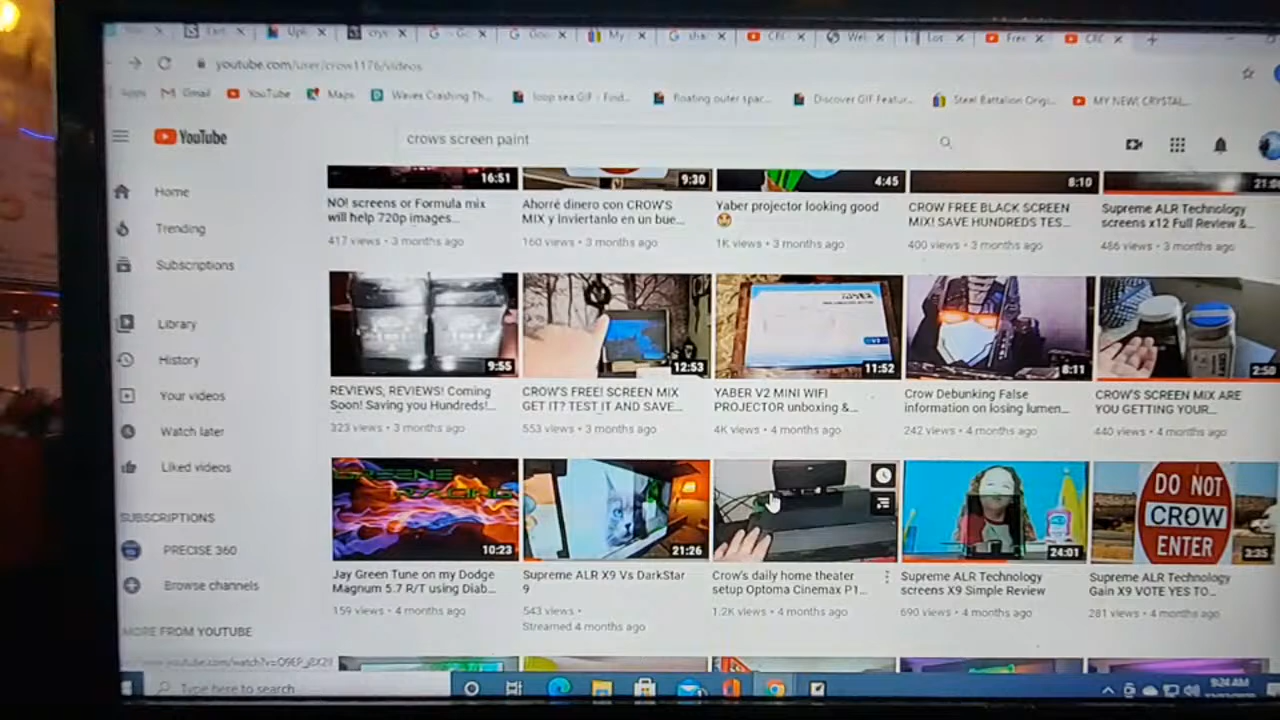 My
youtube.com/user/crow1176/videos
Apps Gmail YouTube Maps Waves Crashing Th... loop sea GIF - Find... floating outer spac... Discover GIF Featur... Steel Battalion Origi... MY NEW! CRYSTAL...
YouTube
crows screen paint
16:51
9:30
4:45
8:10
Home
NO! screens or Formula mix
will help 720p images...
417 views • 3 months ago
Ahorré dinero con CROW'S
MIX y Inviertanlo en un bue...
160 views • 3 months ago
Yaber projector looking good
1K views • 3 months ago
CROW FREE BLACK SCREEN
MIX! SAVE HUNDREDS TES...
400 views • 3 months ago
Supreme ALR Technology
screens x12 Full Review &...
466 views • 3 months ago
Trending
Subscriptions
Library
History
Your videos
Watch later
Liked videos
9:55
12:53
11:52
8:11
2:50
REVIEWS, REVIEWS! Coming
Soon! Saving you Hundreds!...
323 views • 3 months ago
CROW'S FREE! SCREEN MIX
GET IT? TEST IT AND SAVE...
553 views • 3 months ago
YABER V2 MINI WIFI
PROJECTOR unboxing &...
4K views • 4 months ago
Crow Debunking False
information on losing lumen...
242 views • 4 months ago
CROW'S SCREEN MIX ARE
YOU GETTING YOUR...
440 views • 4 months ago
SUBSCRIPTIONS
PRECISE 360
Browse channels
MORE FROM YOUTUBE
GREENE
RACING
10:23
21:26
24:01
DO NOT
CROW
ENTER
3:35
Jay Green Tune on my Dodge
Magnum 5.7 R/T using Diab...
159 views • 4 months ago
Supreme ALR X9 Vs DarkStar
9
543 views •
Streamed 4 months ago
Crow's daily home theater
setup Optoma Cinemax P1...
1.2K views • 4 months ago
Supreme ALR Technology
screens X9 Simple Review
690 views • 4 months ago
Supreme ALR Technology
Gain X9 VOTE YES TO...
281 views • 4 months ago
Type here to search
9:24 AM